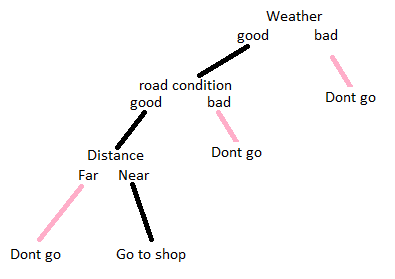 Weather
good bad
road condition
good bad
Dont go
Dont go
Distance
Far Near
Dont go Go to shop